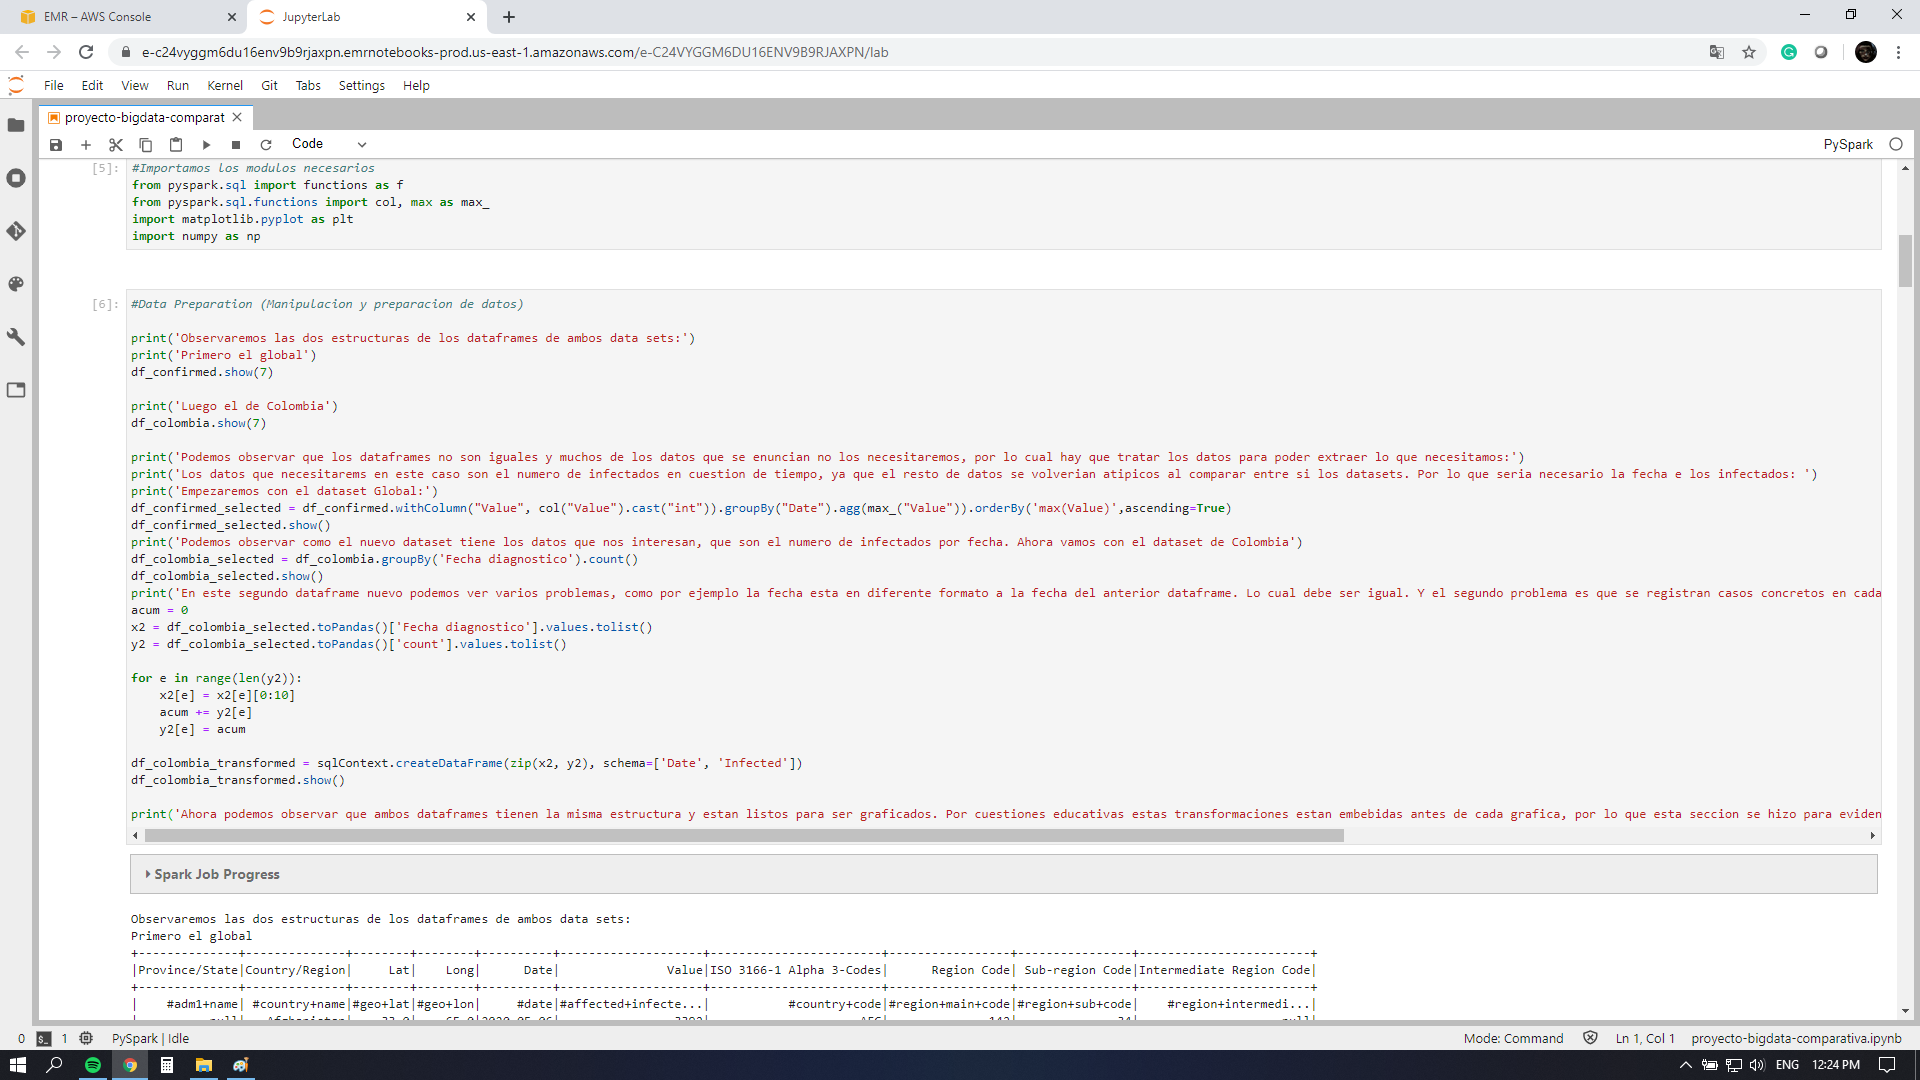 EMR – AWS Console
JupyterLab
e-c24vyggm6du16env9b9rjaxpn.emrnotebooks-prod.us-east-1.amazonaws.com/e-C24VYGGM6DU16ENV9B9RJAXPN/lab
File Edit View Run Kernel Git Tabs Settings Help
proyecto-bigdata-comparat
Code
PySpark
[5]:
#Importamos los modulos necesarios
from pyspark.sql import functions as f
from pyspark.sql.functions import col, max as max_
import matplotlib.pyplot as plt
import numpy as np
[6]:
#Data Preparation (Manipulacion y preparacion de datos)
print('Observaremos las dos estructuras de los dataframes de ambos data sets:')
print('Primero el global')
df_confirmed.show(7)
print('Luego el de Colombia')
df_colombia.show(7)
print('Podemos observar que los dataframes no son iguales y muchos de los datos que se enuncian no los necesitaremos, por lo cual hay que tratar los datos para poder extraer lo que necesitamos:')
print('Los datos que necesitarems en este caso son el numero de infectados en cuestion de tiempo, ya que el resto de datos se volverian atipicos al comparar entre si los datasets. Por lo que seria necesario la fecha e los infectados: ')
print('Empezaremos con el dataset Global:')
df_confirmed_selected = df_confirmed.withColumn("Value", col("Value").cast("int")).groupBy("Date").agg(max_("Value")).orderBy('max(Value)',ascending=True)
df_confirmed_selected.show()
print('Podemos observar como el nuevo dataset tiene los datos que nos interesan, que son el numero de infectados por fecha. Ahora vamos con el dataset de Colombia')
df_colombia_selected = df_colombia.groupBy('Fecha diagnostico').count()
df_colombia_selected.show()
print('En este segundo dataframe nuevo podemos ver varios problemas, como por ejemplo la fecha esta en diferente formato a la fecha del anterior dataframe. Lo cual debe ser igual. Y el segundo problema es que se registran casos concretos en cada
acum = 0
x2 = df_colombia_selected.toPandas()['Fecha diagnostico'].values.tolist()
y2 = df_colombia_selected.toPandas()['count'].values.tolist()
for e in range(len(y2)):
x2[e] = x2[e][0:10]
acum += y2[e]
y2[e] = acum
df_colombia_transformed = sqlContext.createDataFrame(zip(x2, y2), schema=['Date', 'Infected'])
df_colombia_transformed.show()
print('Ahora podemos observar que ambos dataframes tienen la misma estructura y estan listos para ser graficados. Por cuestiones educativas estas transformaciones estan embebidas antes de cada grafica, por lo que esta seccion se hizo para eviden
Spark Job Progress
Observaremos las dos estructuras de los dataframes de ambos data sets:
Primero el global
+--------------+--------------+--------+--------+----------+--------------------+------------------------+-----------------+---------------+------------------------+
|Province/State|Country/Region|     Lat|    Long|      Date|               Value|ISO 3166-1 Alpha 3-Codes|      Region Code| Sub-region Code|Intermediate Region Code|
+--------------+--------------+--------+--------+----------+--------------------+------------------------+-----------------+---------------+------------------------+
|    #adm1+name| #country+name|#geo+lat|#geo+lon|     #date|#affected+infecte...|           #country+code|#region+main+code|#region+sub+code|    #region+intermedi...|
0 1 PySpark | Idle
Mode: Command Ln 1, Col 1 proyecto-bigdata-comparativa.ipynb
ENG 12:24 PM